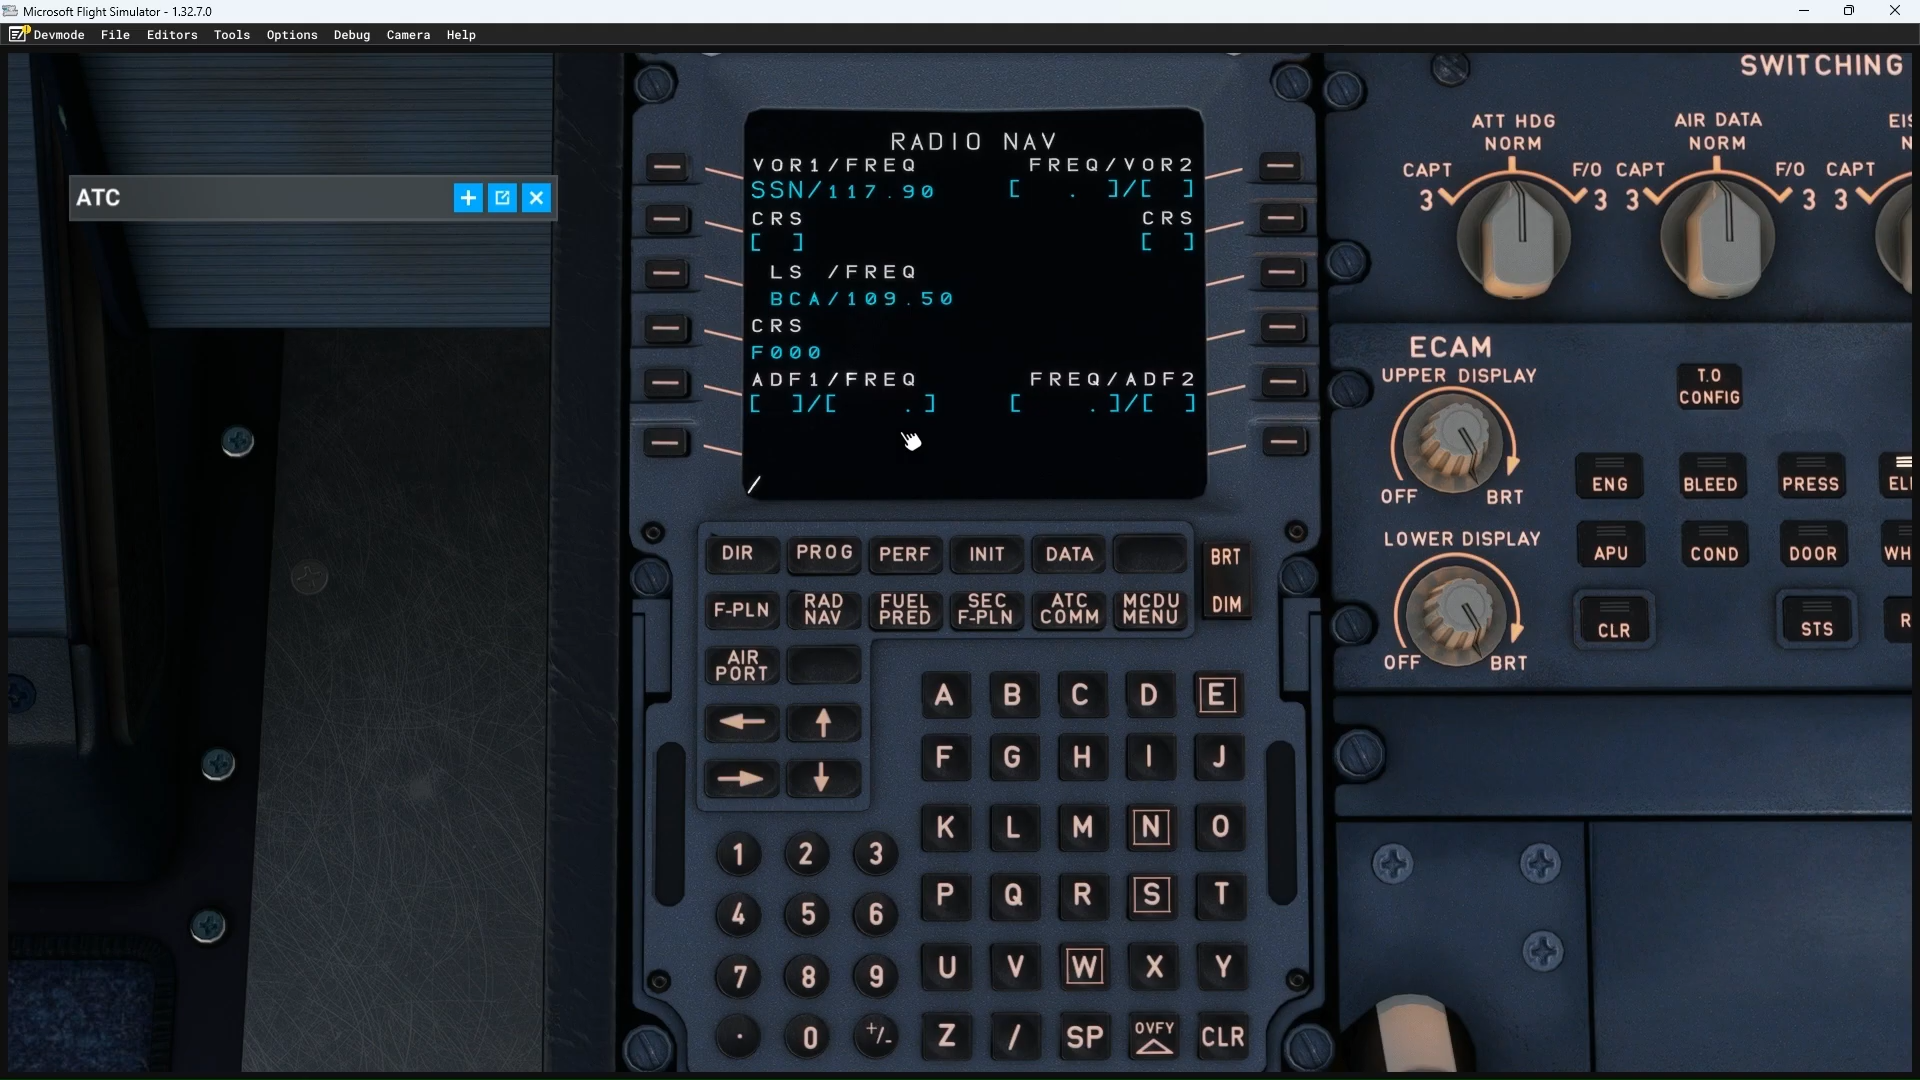 Microsoft Flight Simulator - 1.32.7.0
Devmode File Editors Tools Options Debug Camera Help
ATC
RADIO NAV
VOR1/FREQ FREQ/VOR2
SSN/117.90 [ . ]/[ ]
CRS CRS
[ ] [ ]
LS /FREQ
BCA/109.50
CRS
F000
ADF1/FREQ FREQ/ADF2
[ ]/[ .] [ .]/[ ]
/
DIR PROG PERF INIT DATA
BRT
DIM
F-PLN RAD NAV FUEL PRED SEC F-PLN ATC COMM MCDU MENU
AIR PORT
← ↑
→ ↓
A B C D E
F G H I J
K L M N O
P Q R S T
U V W X Y
Z / SP OVFY CLR
1 2 3
4 5 6
7 8 9
. 0 +/-
SWITCHING
ATT HDG AIR DATA
NORM NORM
CAPT F/O CAPT F/O CAPT
3 3 3 3 3
ECAM
UPPER DISPLAY
OFF BRT
T.O
CONFIG
ENG BLEED PRESS
LOWER DISPLAY
OFF BRT
APU COND DOOR
CLR STS